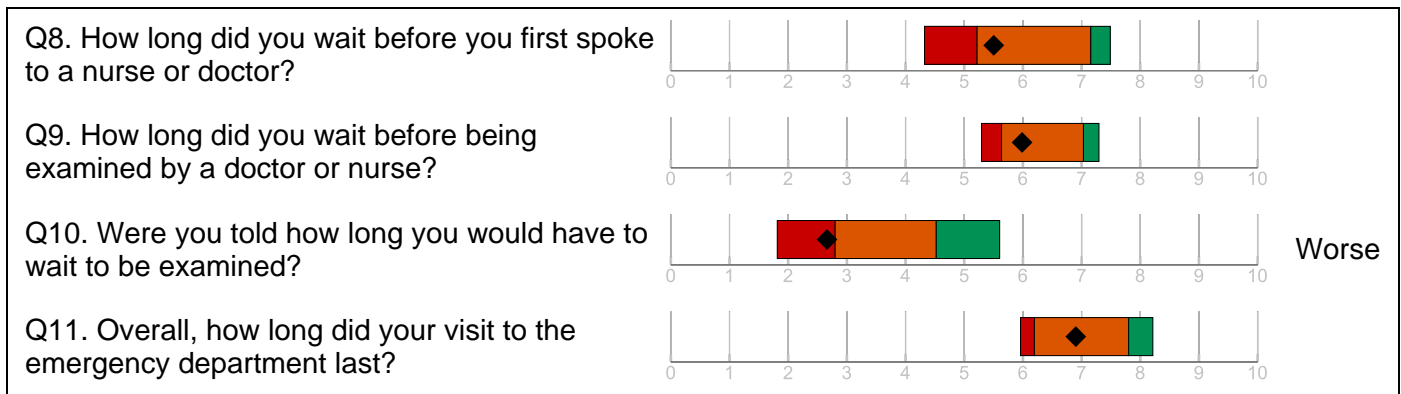 Q8. How long did you wait before you first spoke
to a nurse or doctor?
0 1 2 3 4 5 6 7 8 9 10
Q9. How long did you wait before being
examined by a doctor or nurse?
0 1 2 3 4 5 6 7 8 9 10
Q10. Were you told how long you would have to
wait to be examined?
Worse
0 1 2 3 4 5 6 7 8 9 10
Q11. Overall, how long did your visit to the
emergency department last?
0 1 2 3 4 5 6 7 8 9 10